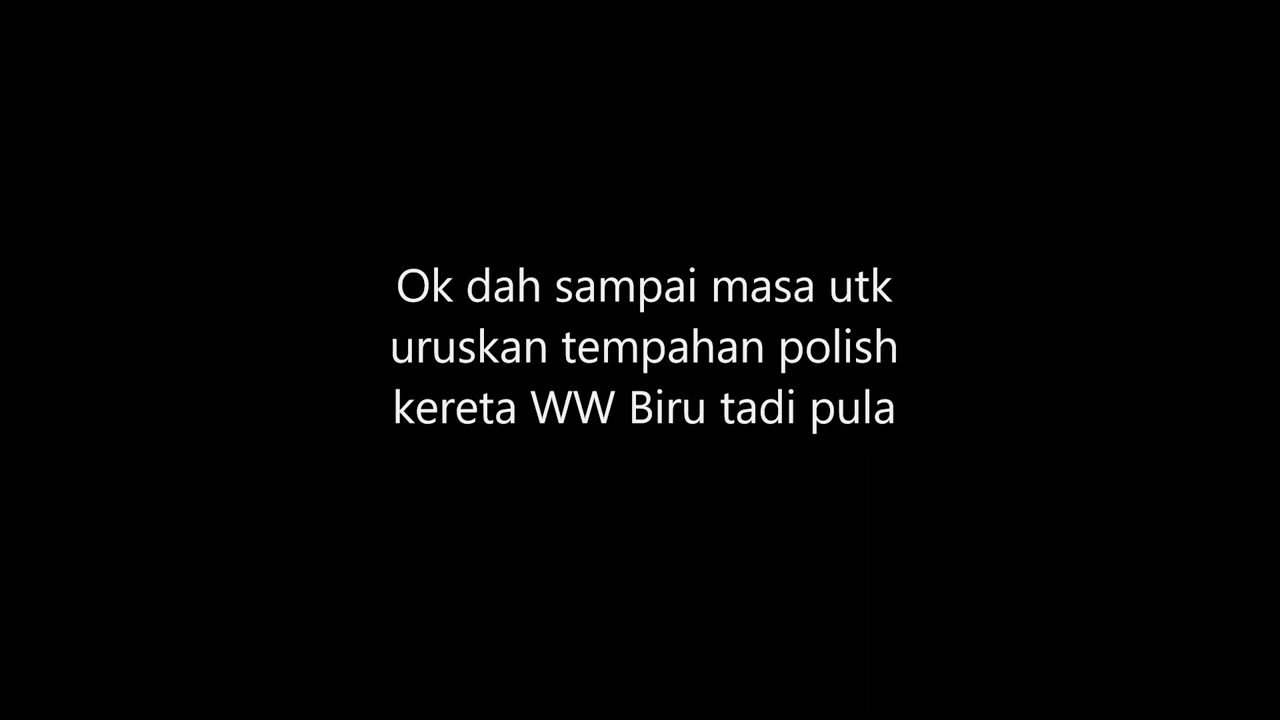 Ok dah sampai masa utk
uruskan tempahan polish
kereta WW Biru tadi pula